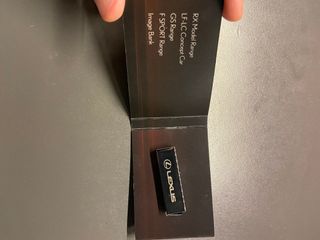 RX Model Range
LF-LC Concept Car
GS Range
F SPORT Range
Image Bank
LEXUS